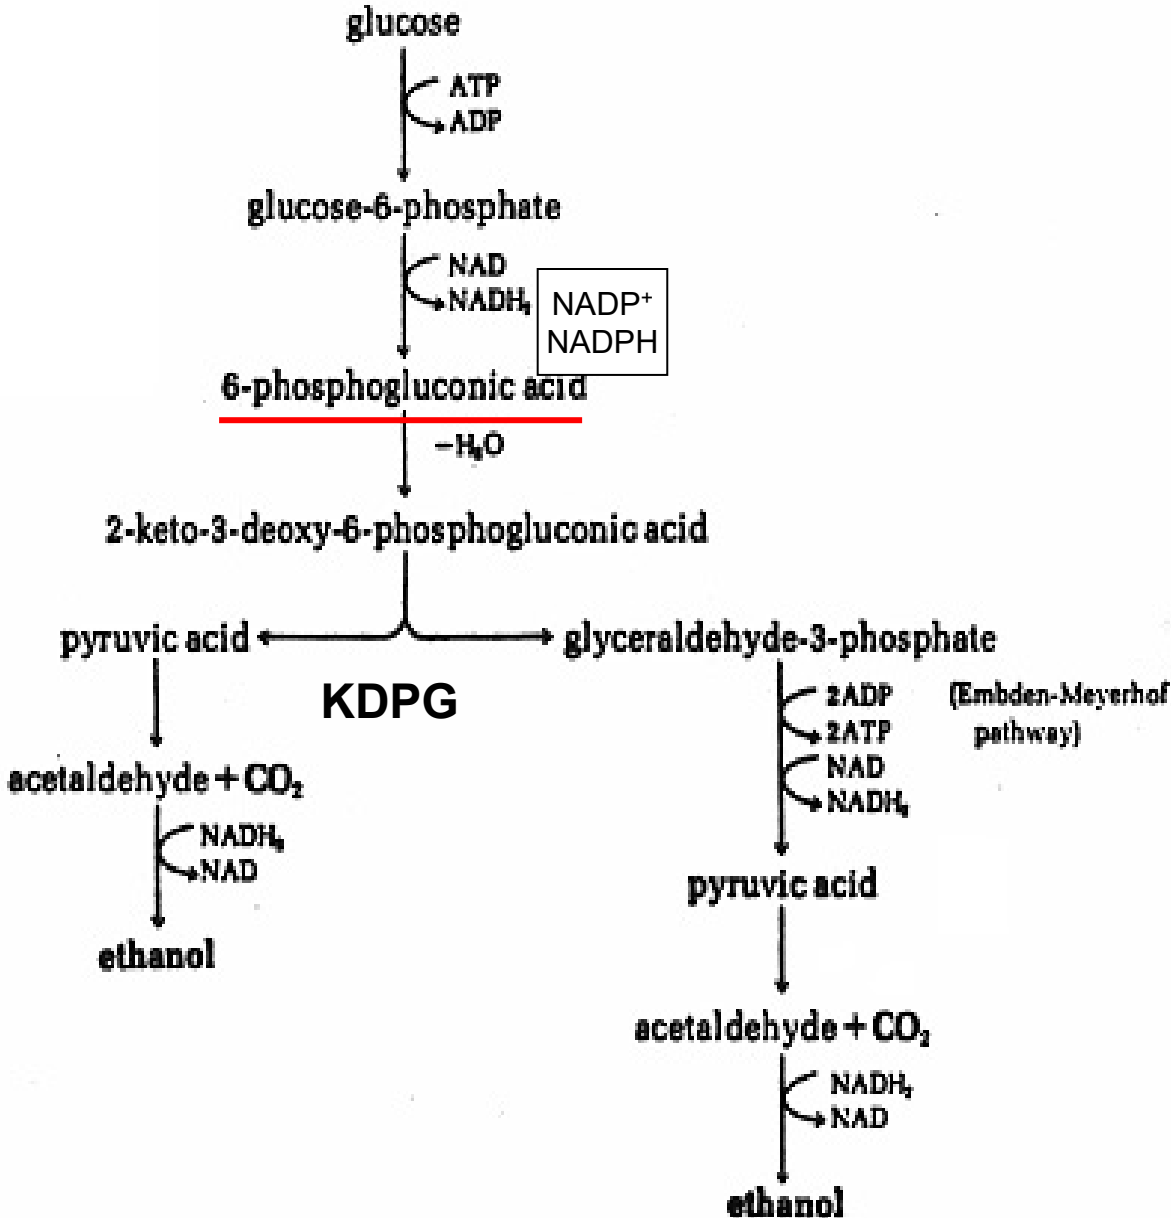 glucose
ATP
ADP
glucose-6-phosphate
NAD
NADH₂
NADP⁺
NADPH
6-phosphogluconic acid
−H₂O
2-keto-3-deoxy-6-phosphogluconic acid
pyruvic acid
glyceraldehyde-3-phosphate
KDPG
2ADP
2ATP
(Embden-Meyerhof
pathway)
NAD
NADH₂
acetaldehyde + CO₂
NADH₂
NAD
ethanol
pyruvic acid
acetaldehyde + CO₂
NADH₂
NAD
ethanol